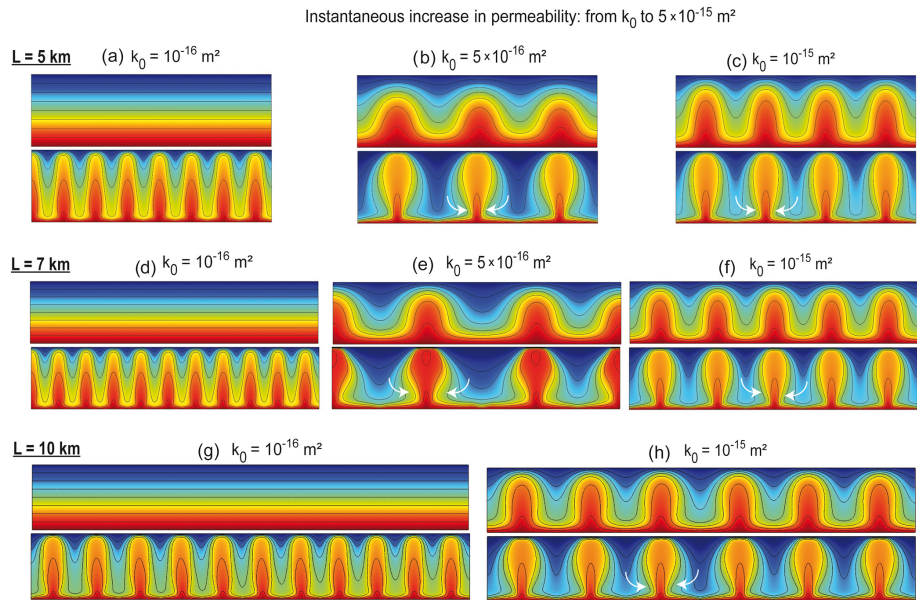 Instantaneous increase in permeability: from k₀ to 5×10⁻¹⁵ m²
L = 5 km
(a) k₀ = 10⁻¹⁶ m²
(b) k₀ = 5×10⁻¹⁶ m²
(c) k₀ = 10⁻¹⁵ m²
L = 7 km
(d) k₀ = 10⁻¹⁶ m²
(e) k₀ = 5×10⁻¹⁶ m²
(f) k₀ = 10⁻¹⁵ m²
L = 10 km
(g) k₀ = 10⁻¹⁶ m²
(h) k₀ = 10⁻¹⁵ m²